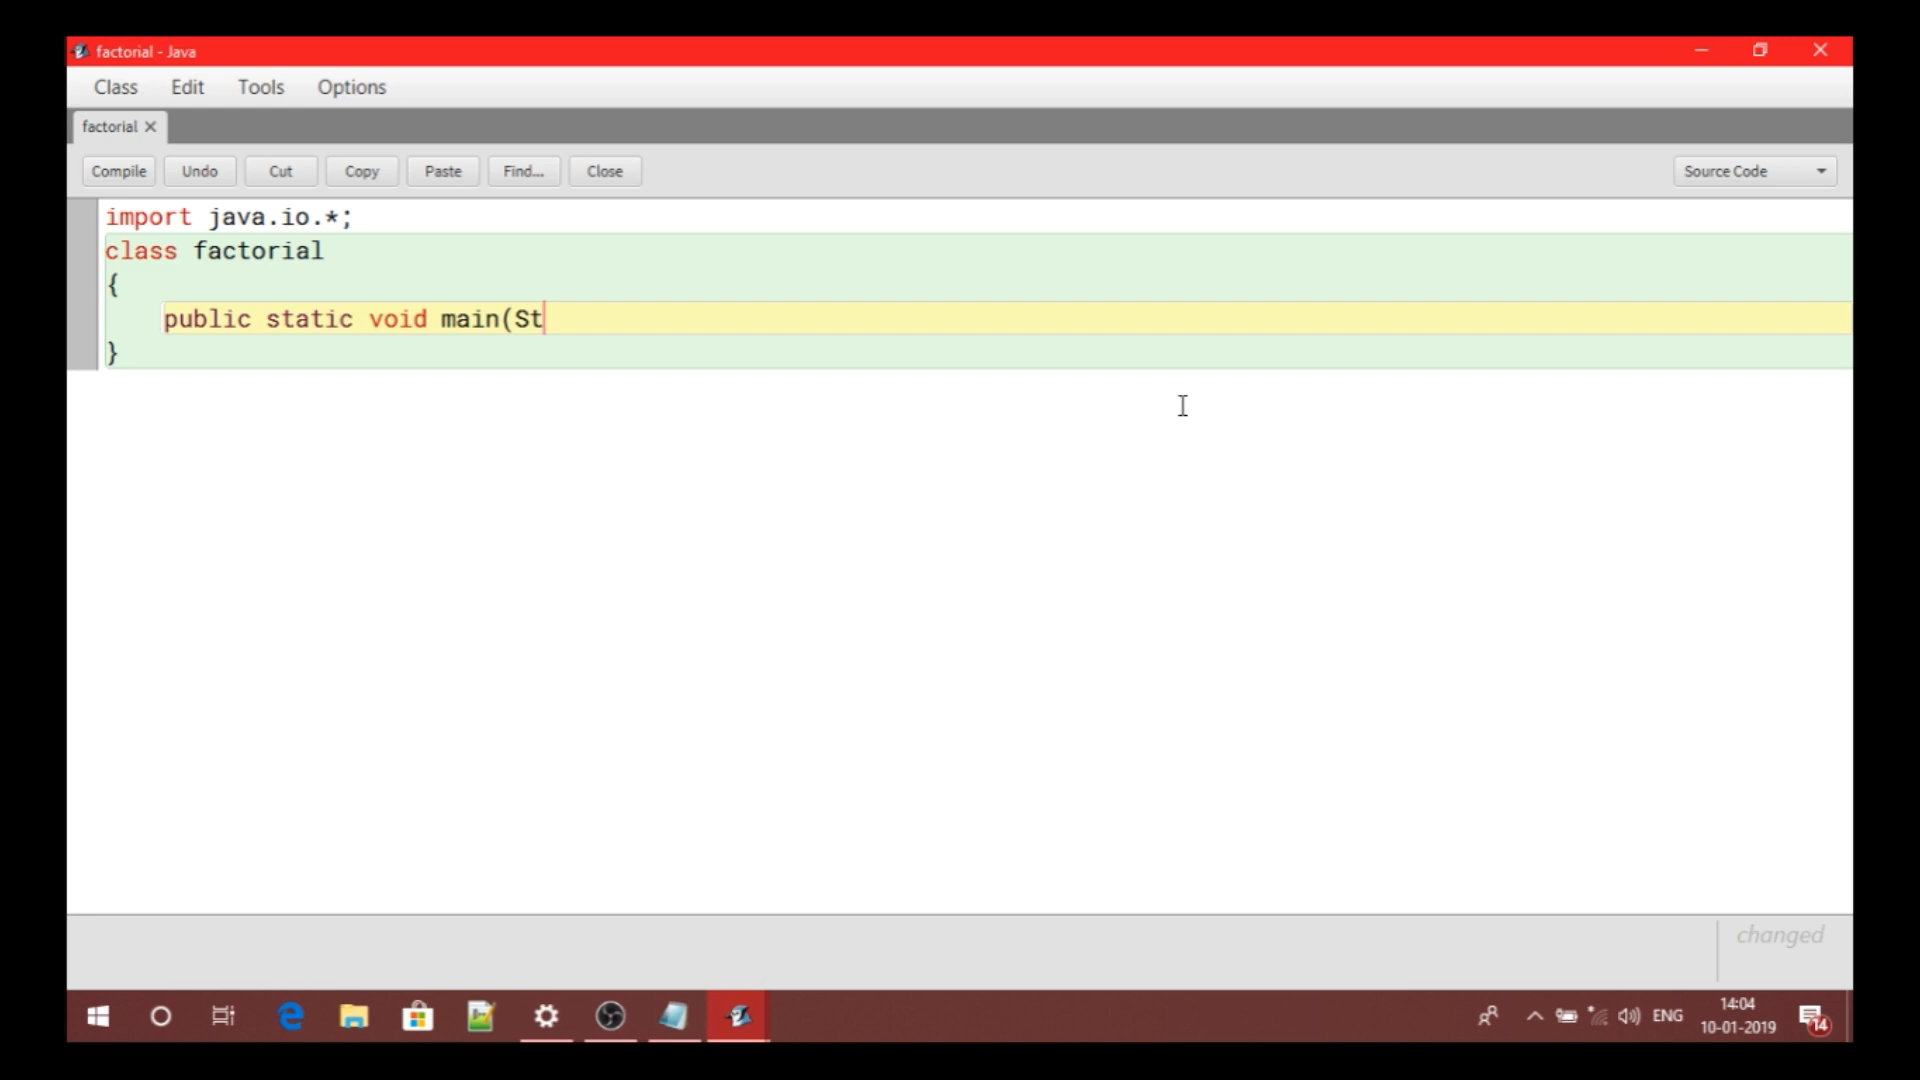 factorial - Java
Class Edit Tools Options
factorial
Compile Undo Cut Copy Paste Find... Close Source Code
import java.io.*;
class factorial
{
public static void main(St
}
changed
ENG 14:04
10-01-2019 14